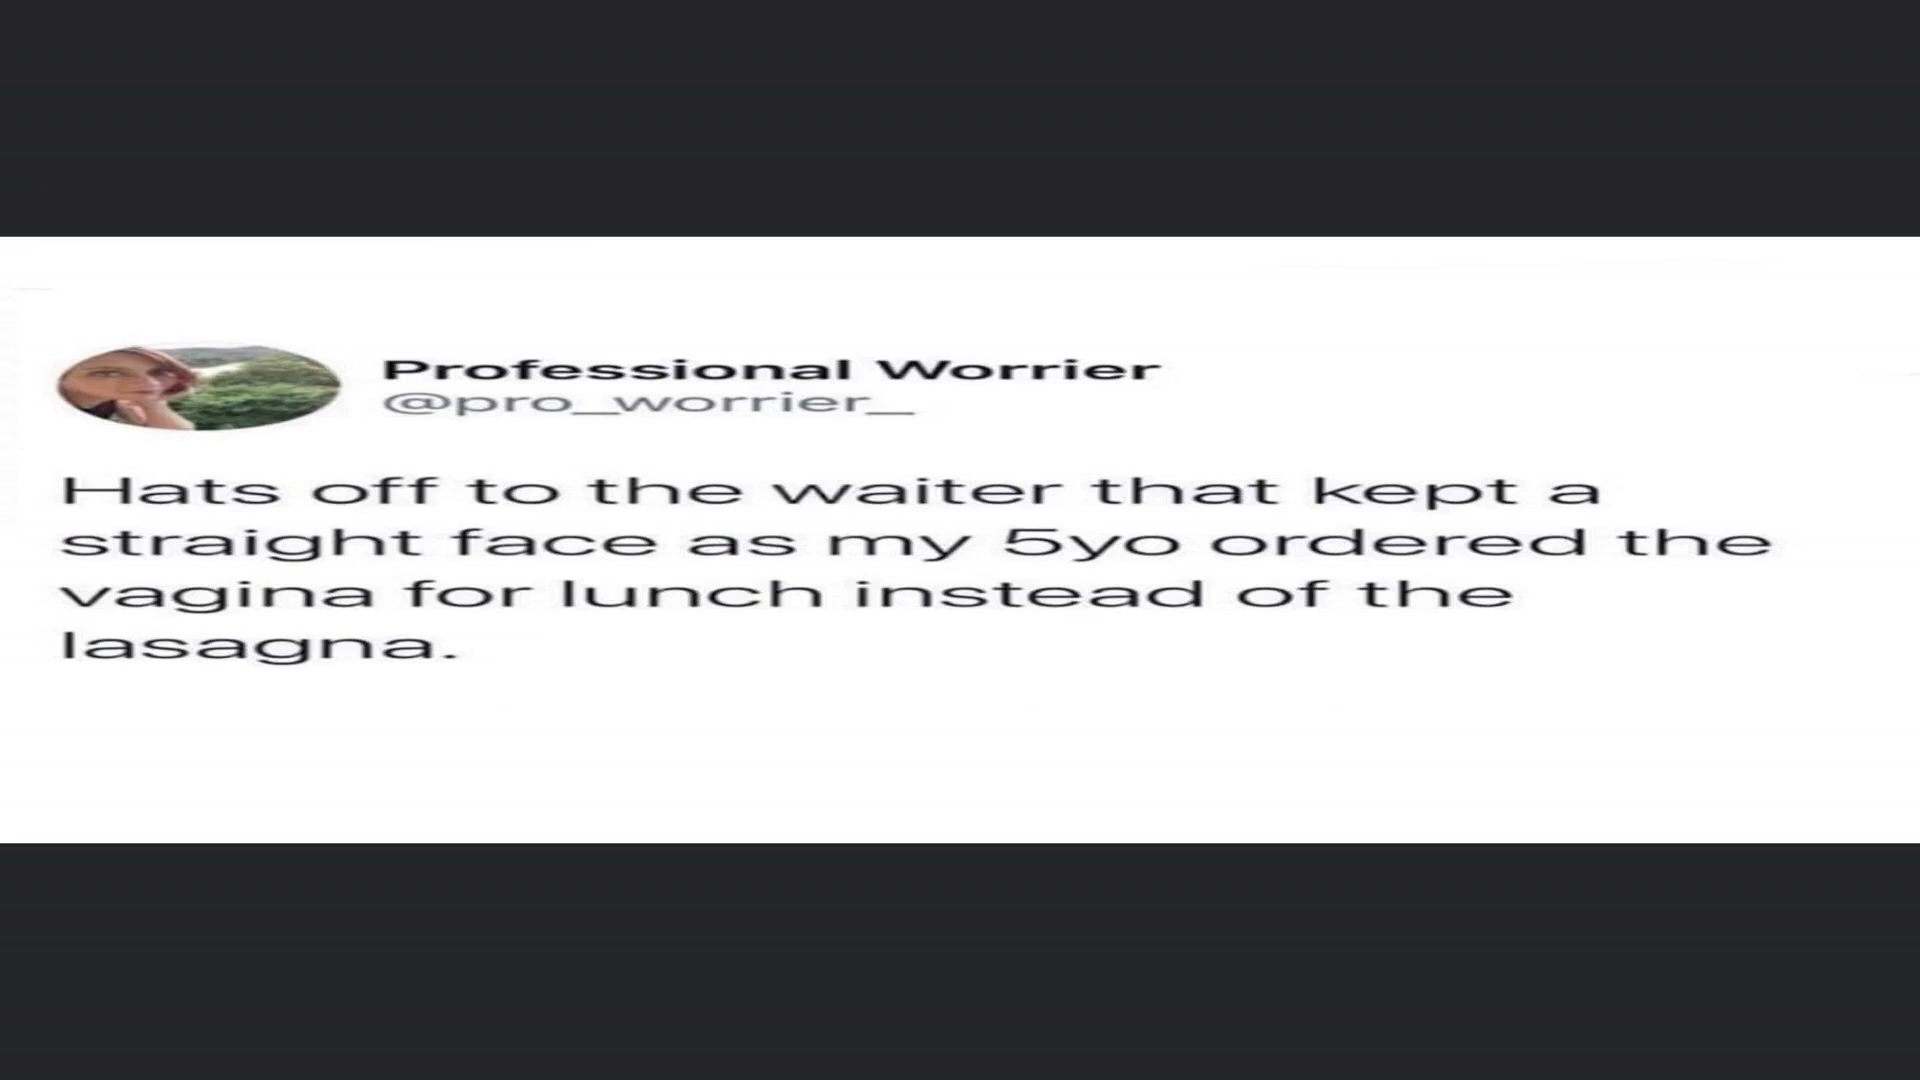 Professional Worrier
@pro_worrier_
Hats off to the waiter that kept a
straight face as my 5yo ordered the
vagina for lunch instead of the
lasagna.